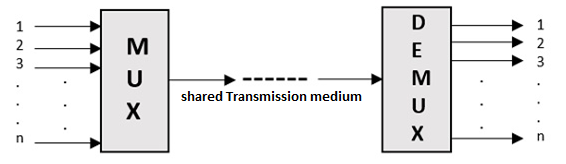 1
2
3
.
.
n
.
.
M
U
X
shared Transmission medium
D
E
M
U
X
.
.
1
2
3
.
.
n